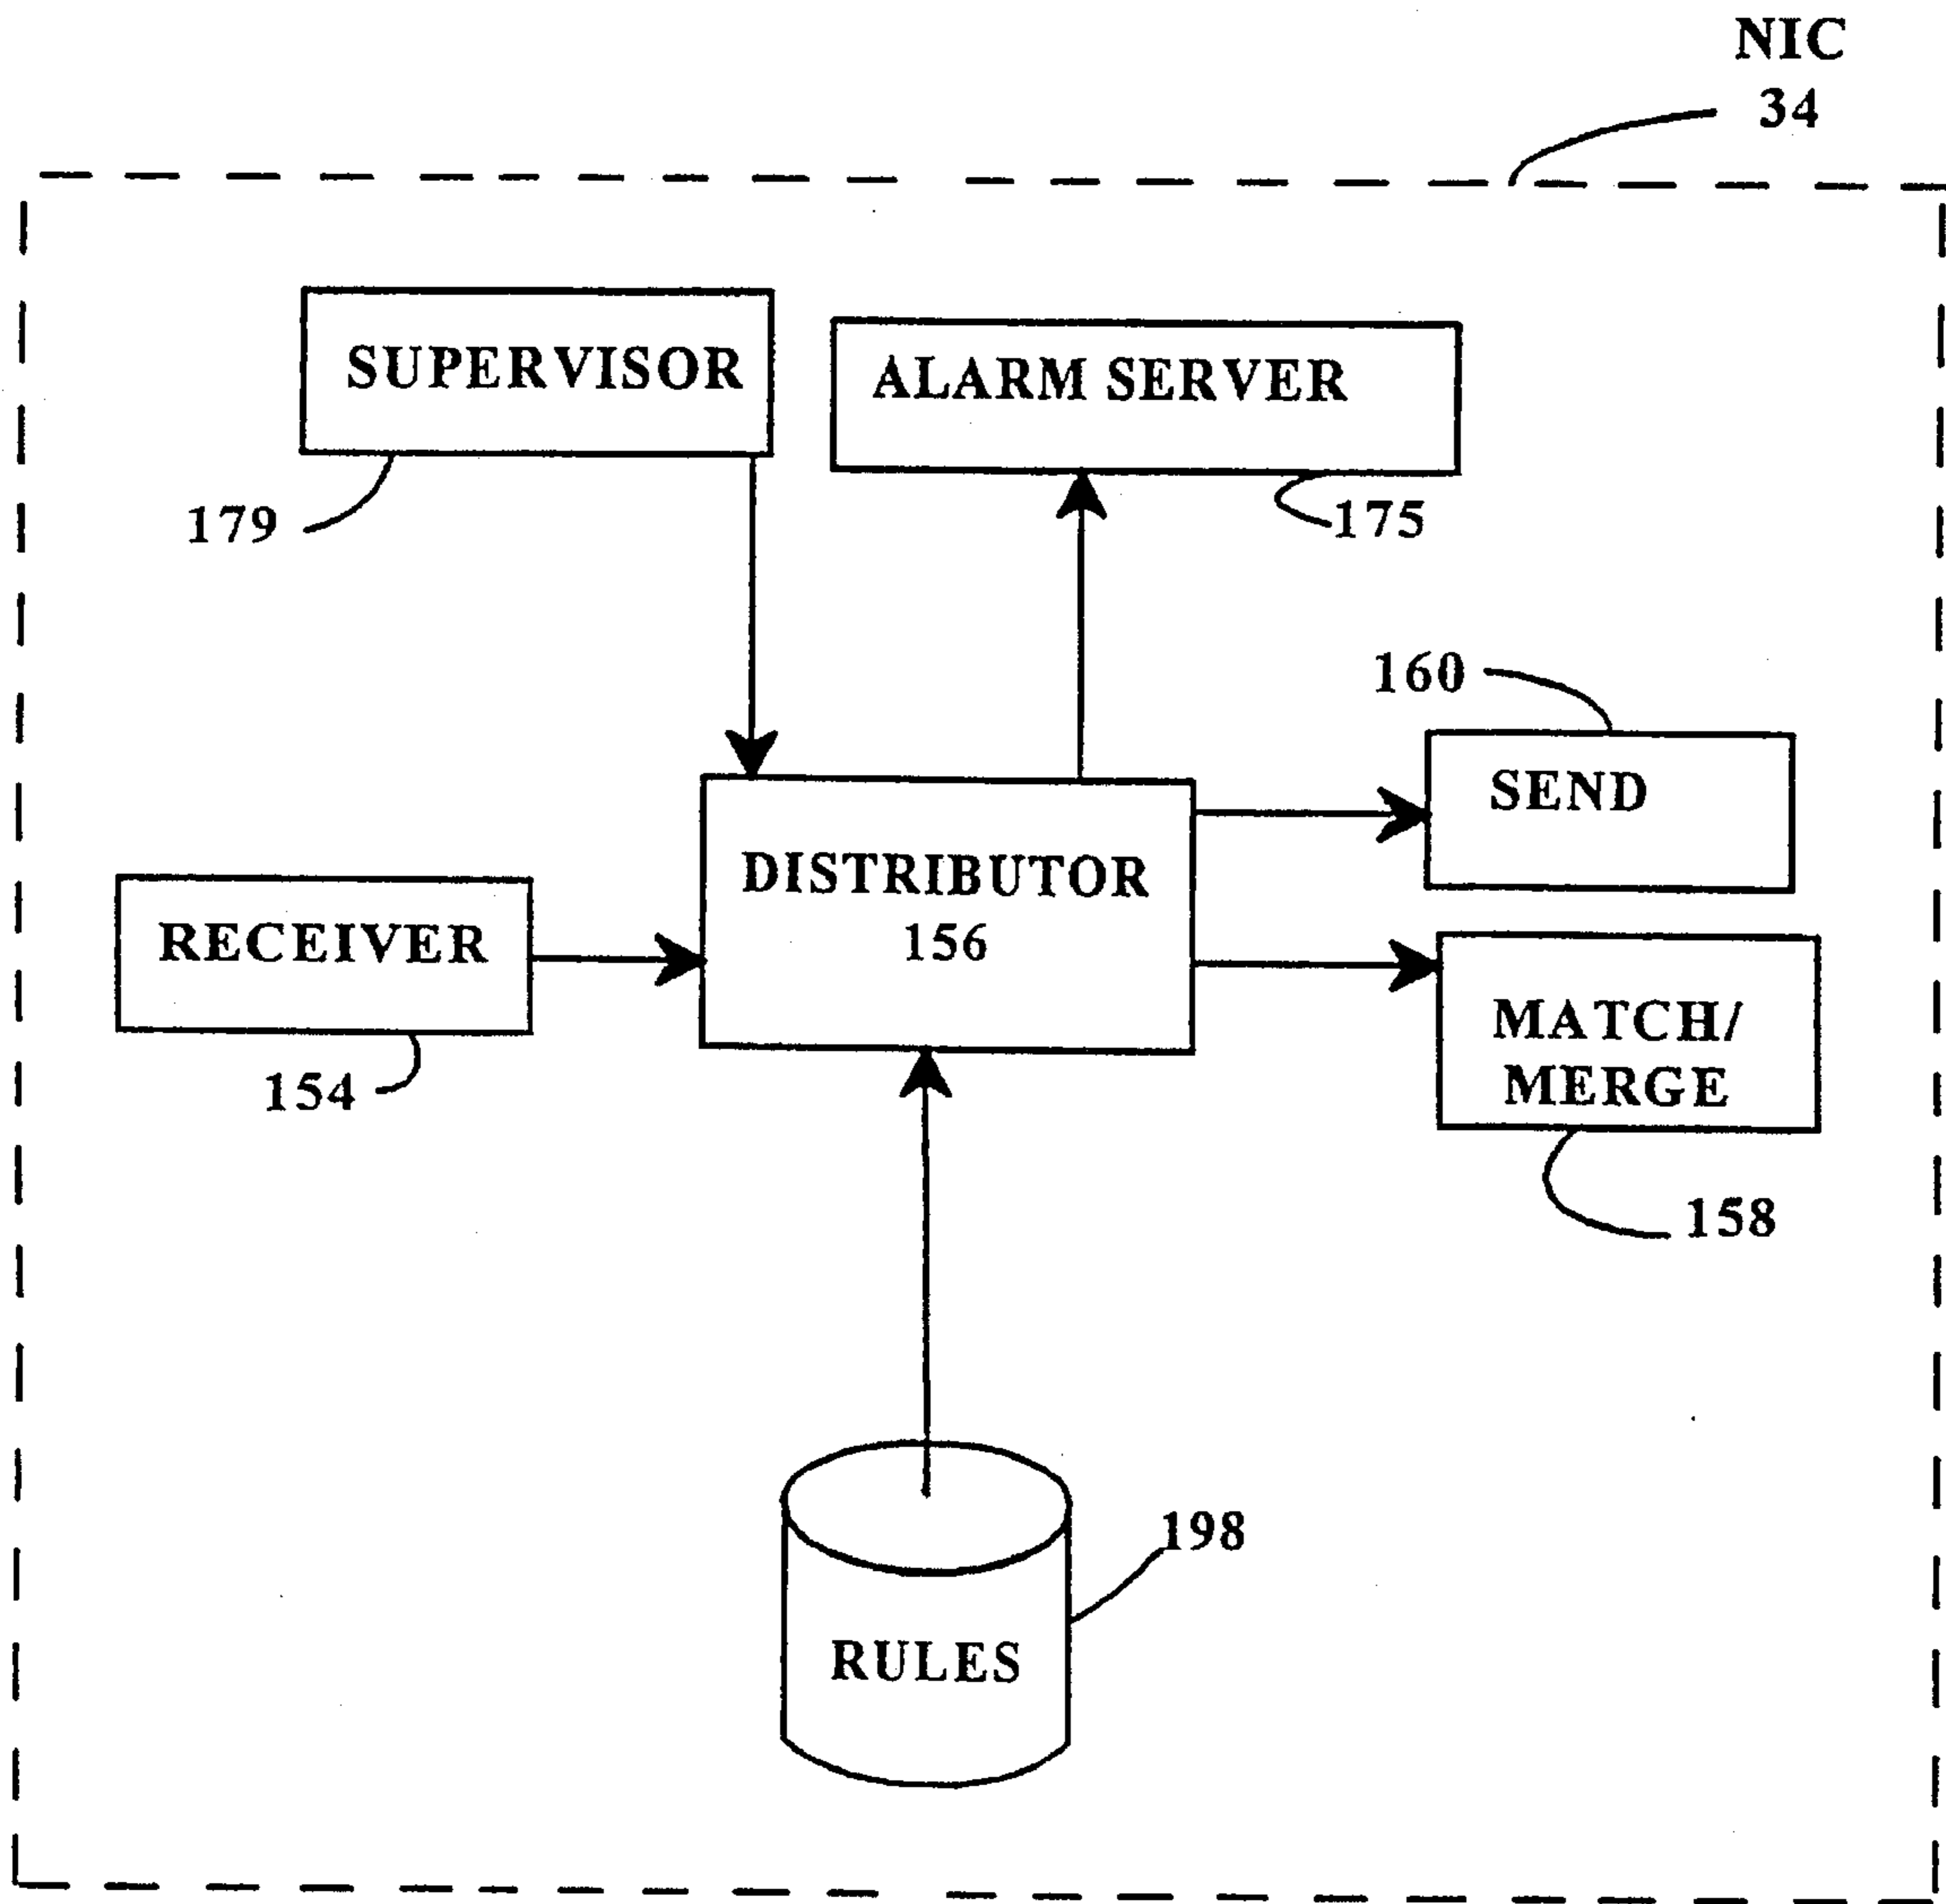 NIC
34
SUPERVISOR
ALARM SERVER
179
175
160
SEND
DISTRIBUTOR
156
RECEIVER
154
MATCH/
MERGE
158
198
RULES